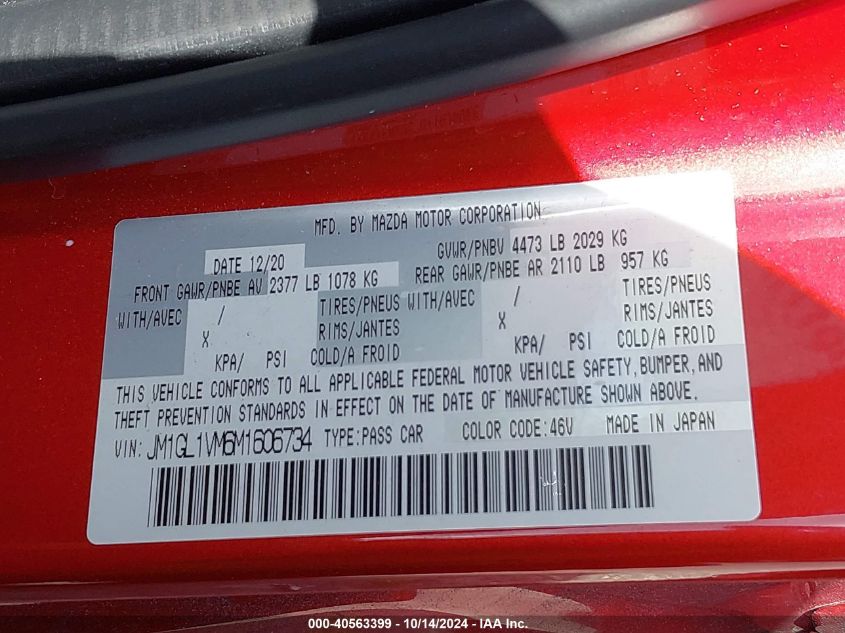 MFD. BY MAZDA MOTOR CORPORATION
DATE 12/20 GVWR/PNBV 4473 LB 2029 KG
FRONT GAWR/PNBE AV 2377 LB 1078 KG REAR GAWR/PNBE AR 2110 LB 957 KG
WITH/AVEC / TIRES/PNEUS WITH/AVEC / TIRES/PNEUS
X RIMS/JANTES X RIMS/JANTES
KPA/ PSI COLD/A FROID KPA/ PSI COLD/A FROID
THIS VEHICLE CONFORMS TO ALL APPLICABLE FEDERAL MOTOR VEHICLE SAFETY, BUMPER, AND
THEFT PREVENTION STANDARDS IN EFFECT ON THE DATE OF MANUFACTURE SHOWN ABOVE.
VIN: JM1GL1VM6M1606734 TYPE:PASS CAR COLOR CODE:46V MADE IN JAPAN
000-40563399 - 10/14/2024 - IAA Inc.